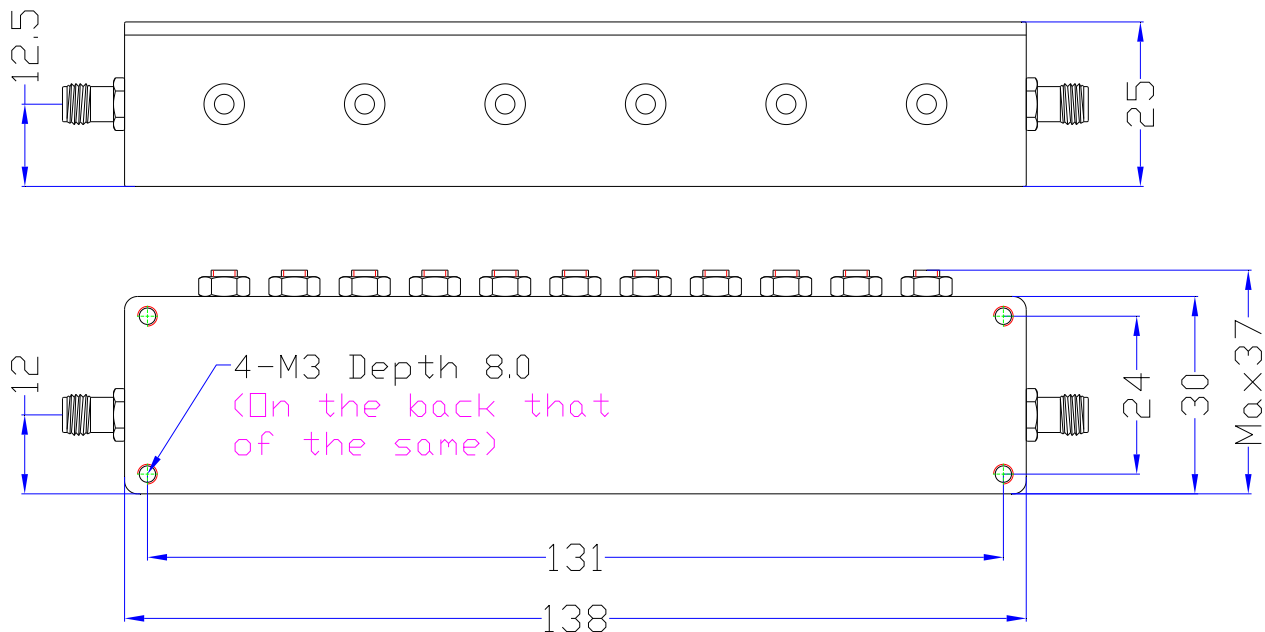 12.5
25
4-M3 Depth 8.0
(On the back that
of the same)
12
24
30
Max37
131
138